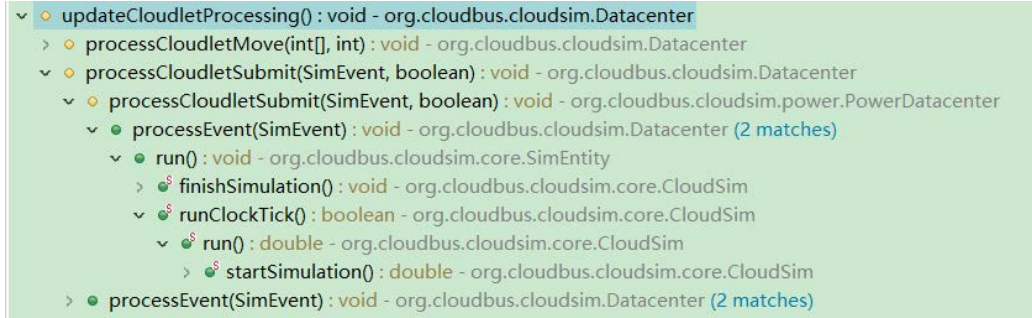 updateCloudletProcessing() : void - org.cloudbus.cloudsim.Datacenter
processCloudletMove(int[], int) : void - org.cloudbus.cloudsim.Datacenter
processCloudletSubmit(SimEvent, boolean) : void - org.cloudbus.cloudsim.Datacenter
processCloudletSubmit(SimEvent, boolean) : void - org.cloudbus.cloudsim.power.PowerDatacenter
processEvent(SimEvent) : void - org.cloudbus.cloudsim.Datacenter (2 matches)
run() : void - org.cloudbus.cloudsim.core.SimEntity
S finishSimulation() : void - org.cloudbus.cloudsim.core.CloudSim
S runClockTick() : boolean - org.cloudbus.cloudsim.core.CloudSim
S run() : double - org.cloudbus.cloudsim.core.CloudSim
S startSimulation() : double - org.cloudbus.cloudsim.core.CloudSim
processEvent(SimEvent) : void - org.cloudbus.cloudsim.Datacenter (2 matches)